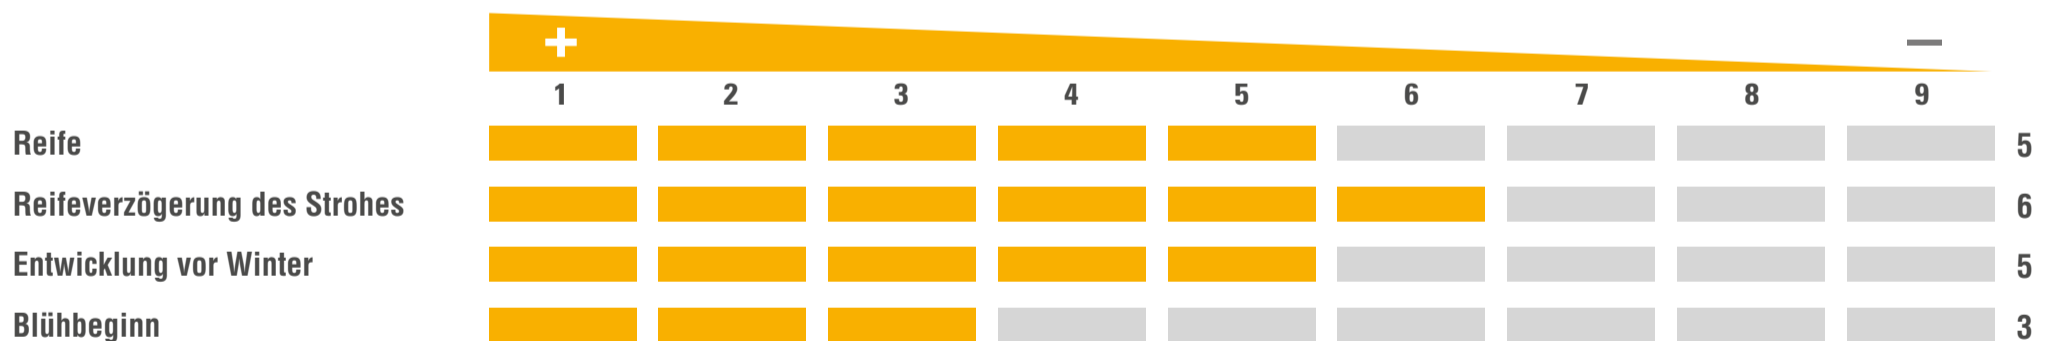 + –
1 2 3 4 5 6 7 8 9
Reife 5
Reifeverzögerung des Strohes 6
Entwicklung vor Winter 5
Blühbeginn 3